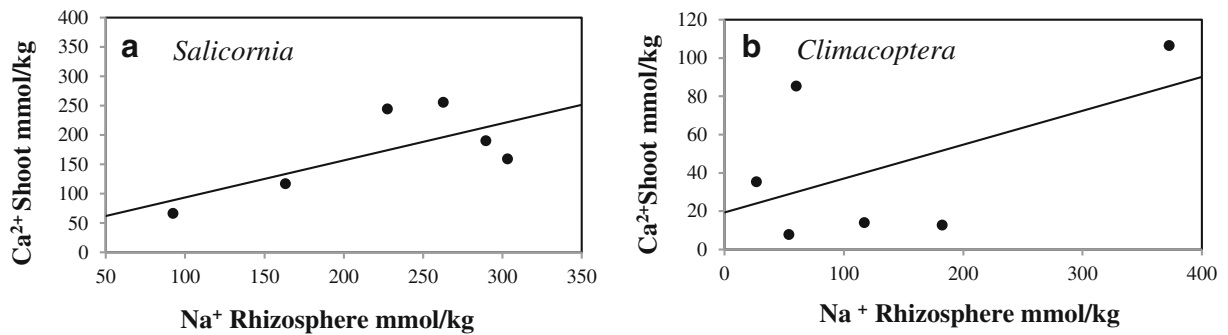 a Salicornia
400
350
300
250
200
150
100
50
0
Ca²⁺ Shoot mmol/kg
50 100 150 200 250 300 350
Na⁺ Rhizosphere mmol/kg
b Climacoptera
120
100
80
60
40
20
0
Ca²⁺Shoot mmol/kg
0 100 200 300 400
Na ⁺ Rhizosphere mmol/kg